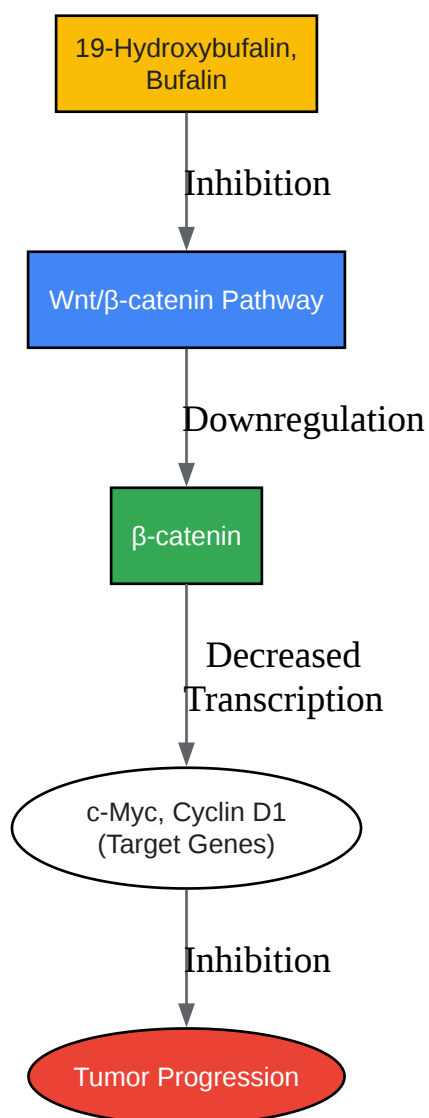 19-Hydroxybufalin,
Bufalin
Inhibition
Wnt/β-catenin Pathway
Downregulation
β-catenin
Decreased
Transcription
c-Myc, Cyclin D1
(Target Genes)
Inhibition
Tumor Progression